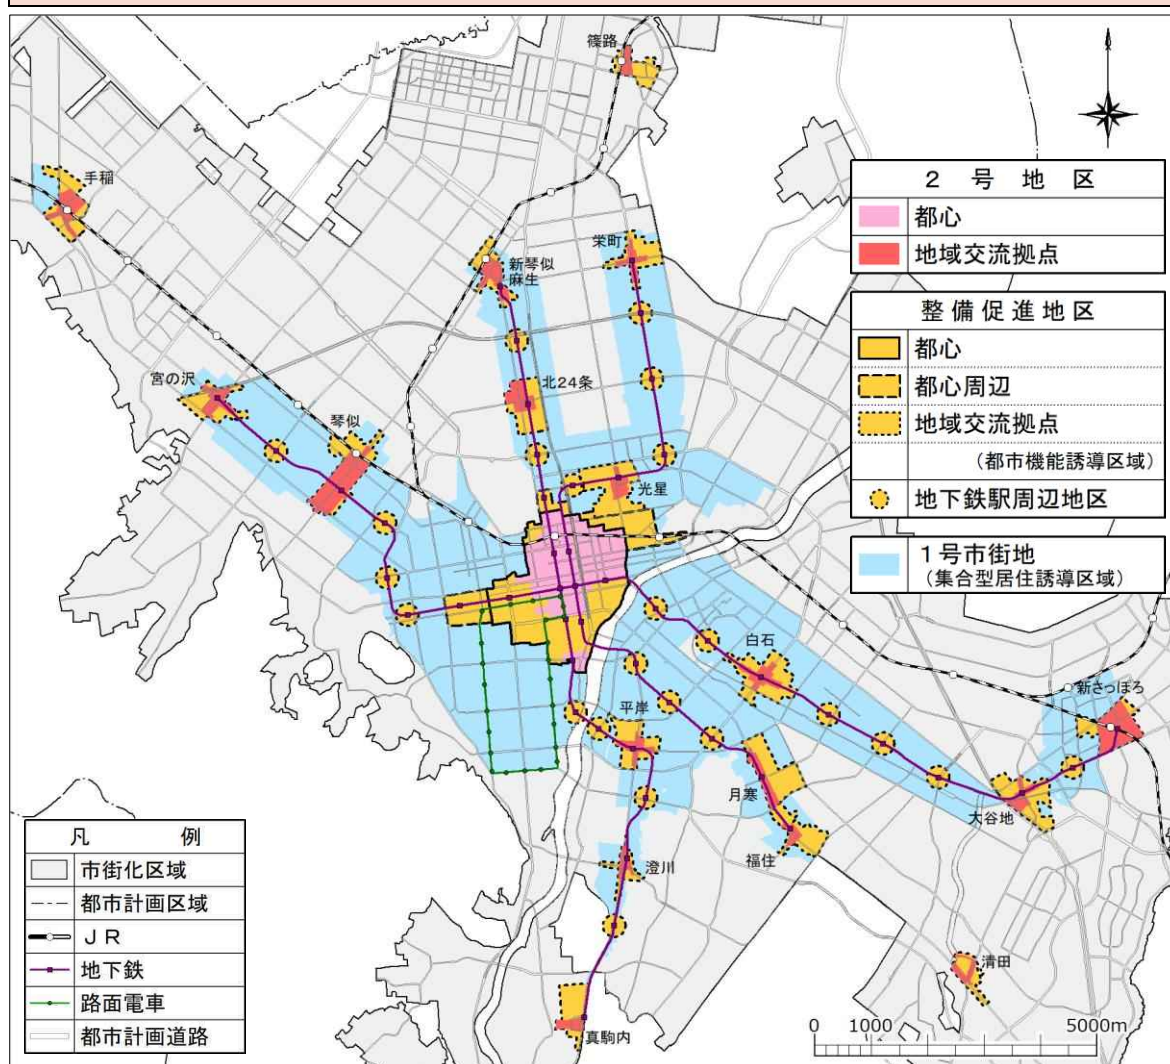 篠路
手稲
栄町
新琴似
麻生
宮の沢
北24条
琴似
光星
白石
新さっぽろ
平岸
月寒
大谷地
福住
澄川
清田
真駒内
2号地区
都心
地域交流拠点
整備促進地区
都心
都心周辺
地域交流拠点
（都市機能誘導区域）
地下鉄駅周辺地区
1号市街地
（集合型居住誘導区域）
凡例
市街化区域
都市計画区域
JR
地下鉄
路面電車
都市計画道路
0 1000 5000m